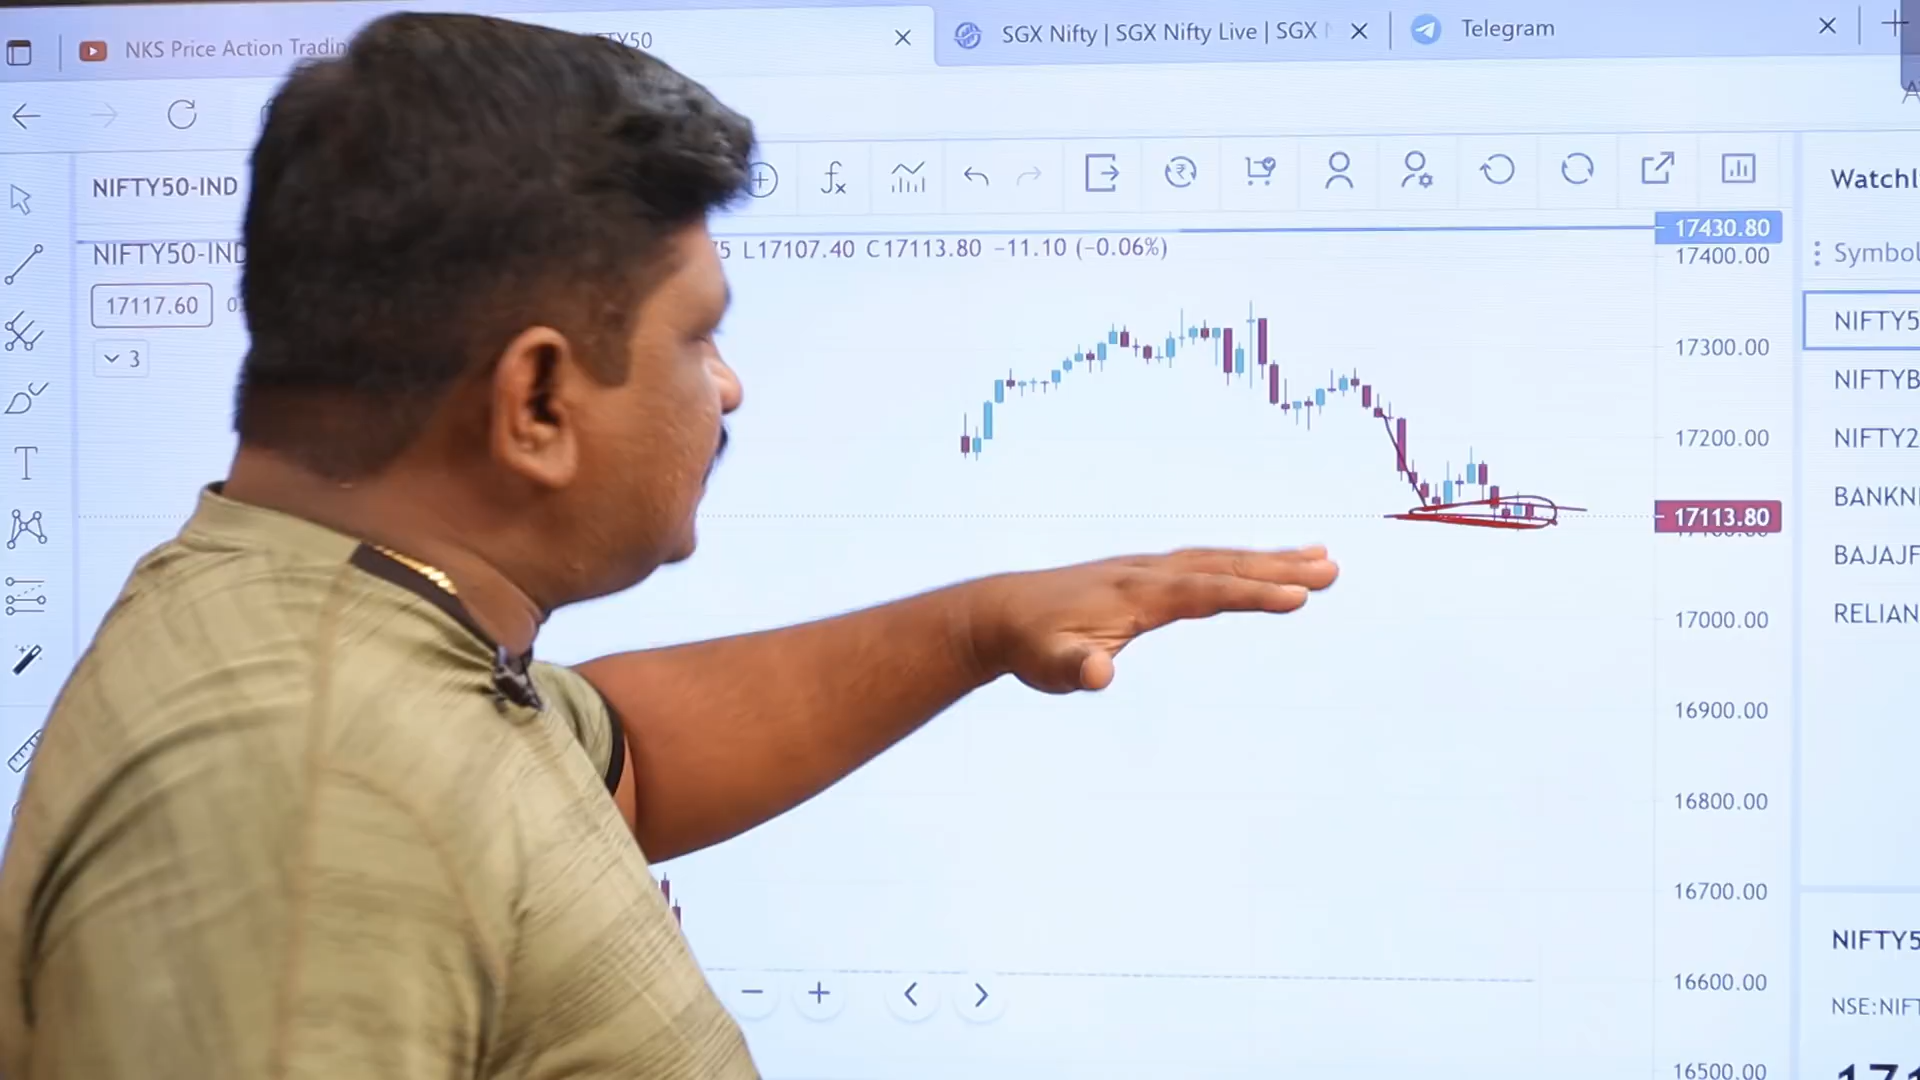 NKS Price Action Tradin
TY50
SGX Nifty | SGX Nifty Live | SGX
Telegram
NIFTY50-IND
NIFTY50-IND
L17107.40 C17113.80 −11.10 (−0.06%)
17117.60
3
Watchl
Symbol
NIFTY5
NIFTYB
NIFTY2
BANKNI
BAJAJF
RELIAN
17430.80
17400.00
17300.00
17200.00
17113.80
17000.00
16900.00
16800.00
16700.00
16600.00
16500.00
NIFTY5
NSE:NIFT
171